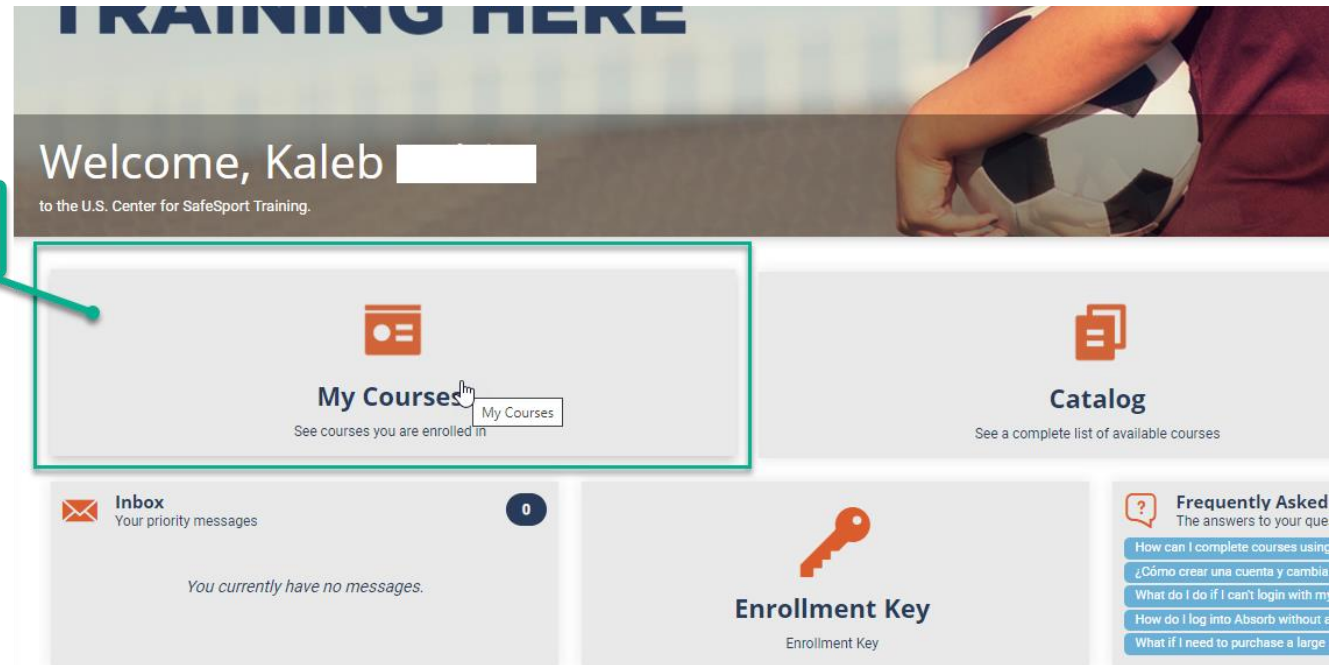 TRAINING HERE
Welcome, Kaleb
to the U.S. Center for SafeSport Training.
My Courses
My Courses
See courses you are enrolled in
Catalog
See a complete list of available courses
Inbox
Your priority messages
0
You currently have no messages.
Enrollment Key
Enrollment Key
Frequently Asked
The answers to your que
How can I complete courses using
¿Cómo crear una cuenta y cambia
What do I do if I can't login with my
How do I log into Absorb without a
What if I need to purchase a large